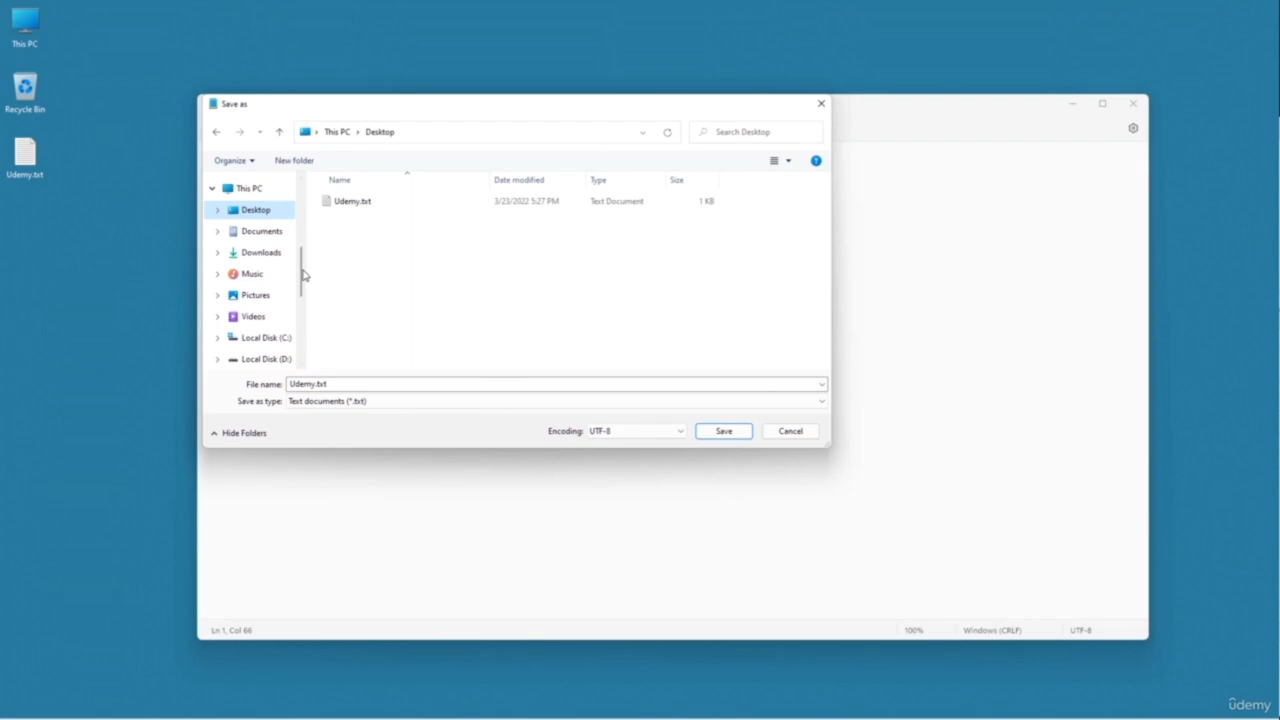 This PC
Recycle Bin
Udemy.txt
Save as
This PC > Desktop
Search Desktop
Organize
New folder
?
Name Date modified Type Size
Udemy.txt 3/23/2022 5:27 PM Text Document 1 KB
This PC
Desktop
Documents
Downloads
Music
Pictures
Videos
Local Disk (C:)
Local Disk (D:)
File name: Udemy.txt
Save as type: Text documents (*.txt)
Hide Folders
Encoding: UTF-8
Save
Cancel
Ln 1, Col 66
100%
Windows (CRLF)
UTF-8
ûdemy